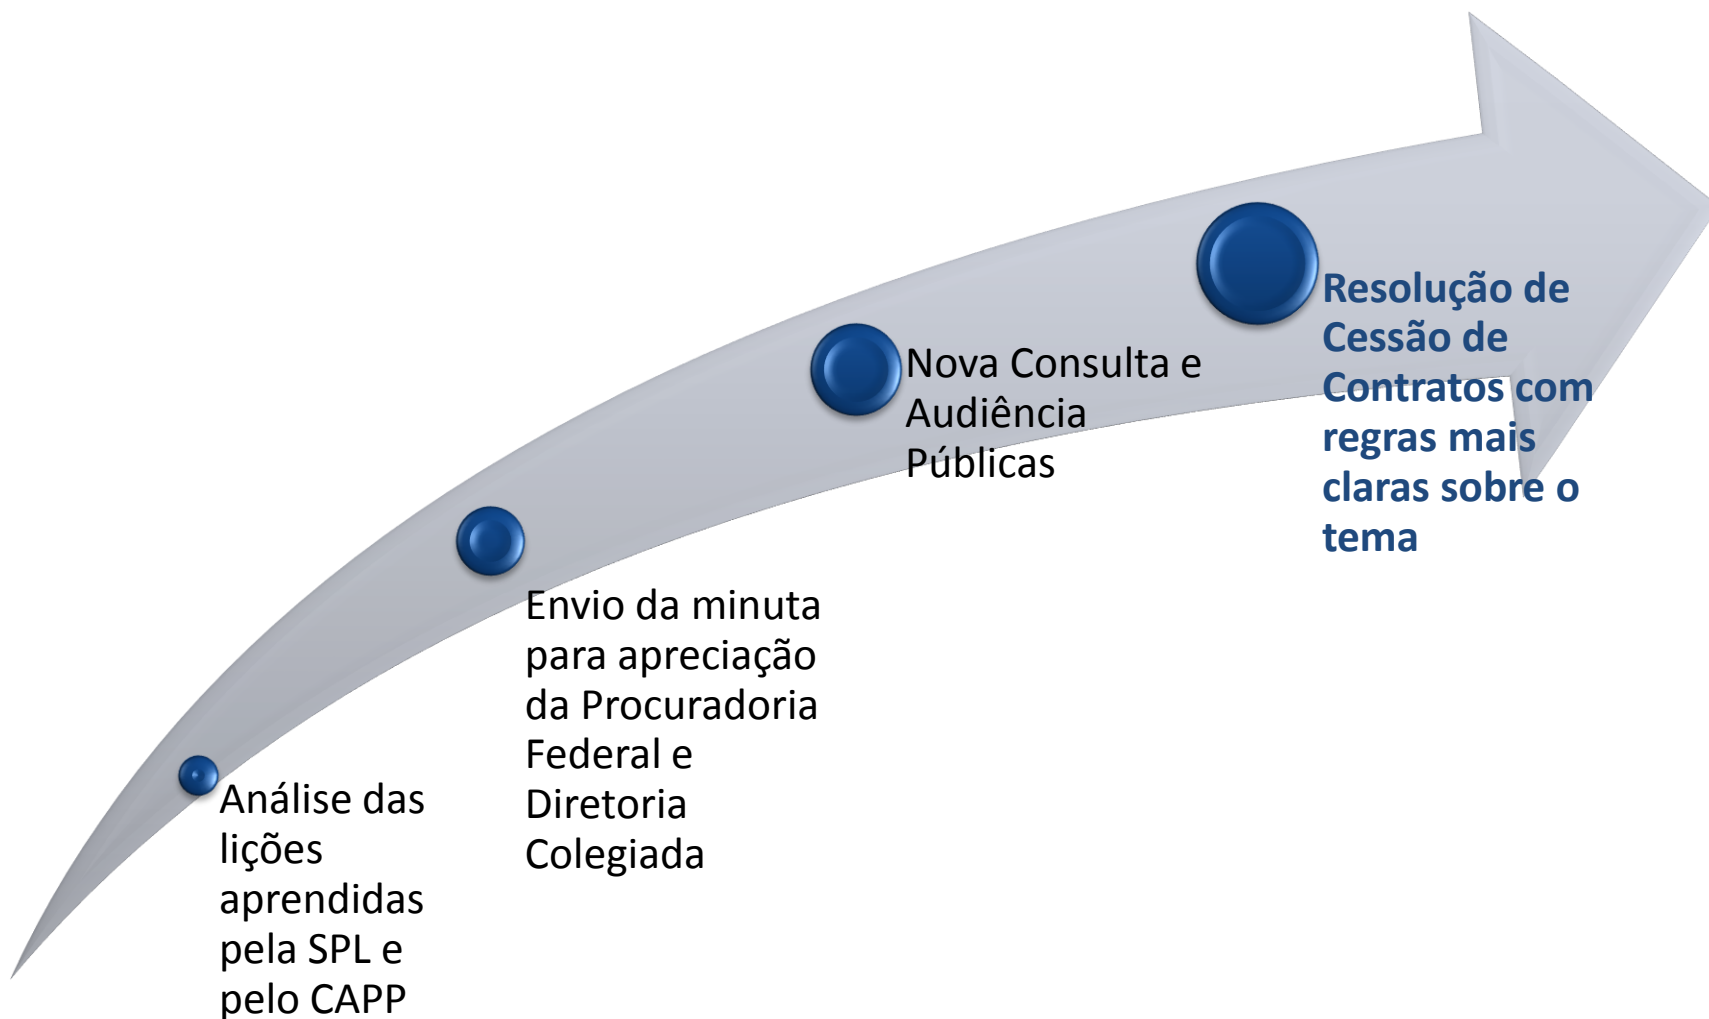 Análise das
lições
aprendidas
pela SPL e
pelo CAPP
Envio da minuta
para apreciação
da Procuradoria
Federal e
Diretoria
Colegiada
Nova Consulta e
Audiência
Públicas
Resolução de
Cessão de
Contratos com
regras mais
claras sobre o
tema